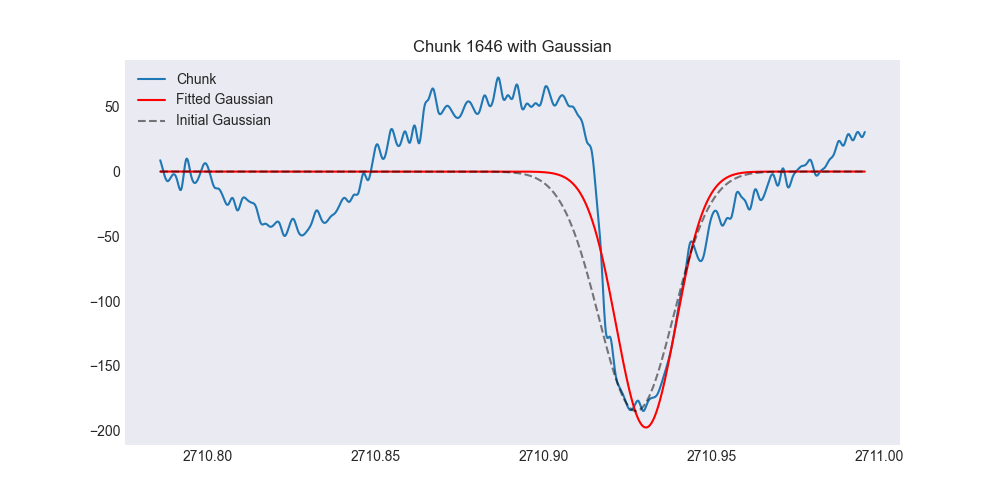 Chunk 1646 with Gaussian
Chunk
Fitted Gaussian
Initial Gaussian
50
0
−50
−100
−150
−200
2710.80 2710.85 2710.90 2710.95 2711.00